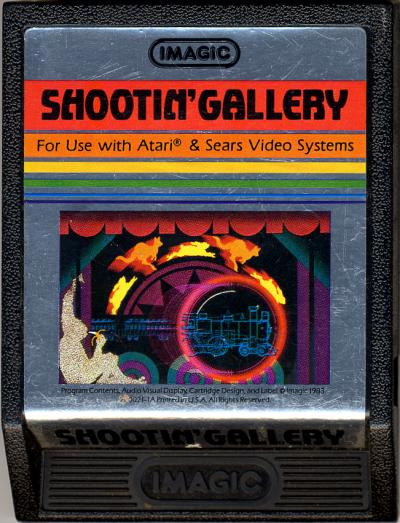 IMAGIC
SHOOTIN' GALLERY
For Use with Atari® & Sears Video Systems
Program Contents, Audio Visual Display, Cartridge Design, and Label © Imagic 1983
Printed in U.S.A. All Rights Reserved.
SHOOTIN' GALLERY
IMAGIC